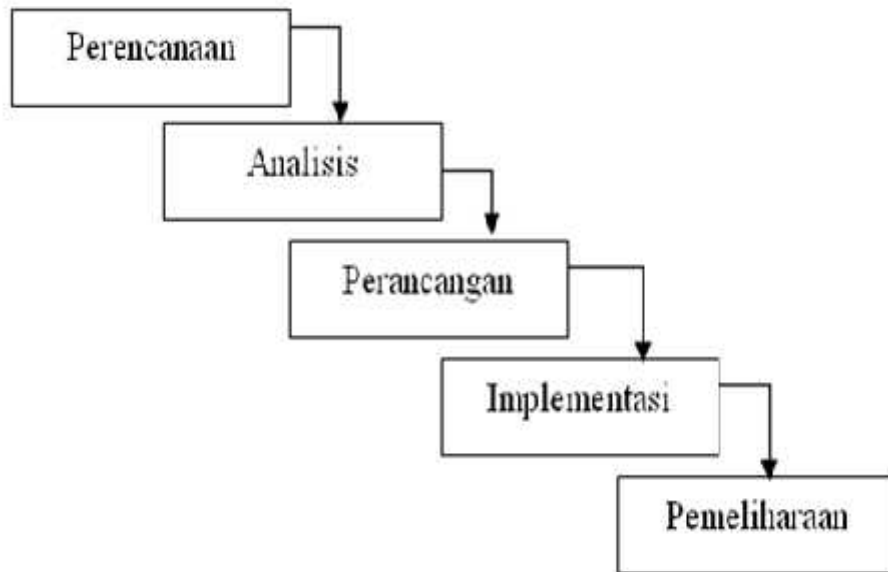 Perencanaan
Analisis
Perancangan
Implementasi
Pemeliharaan